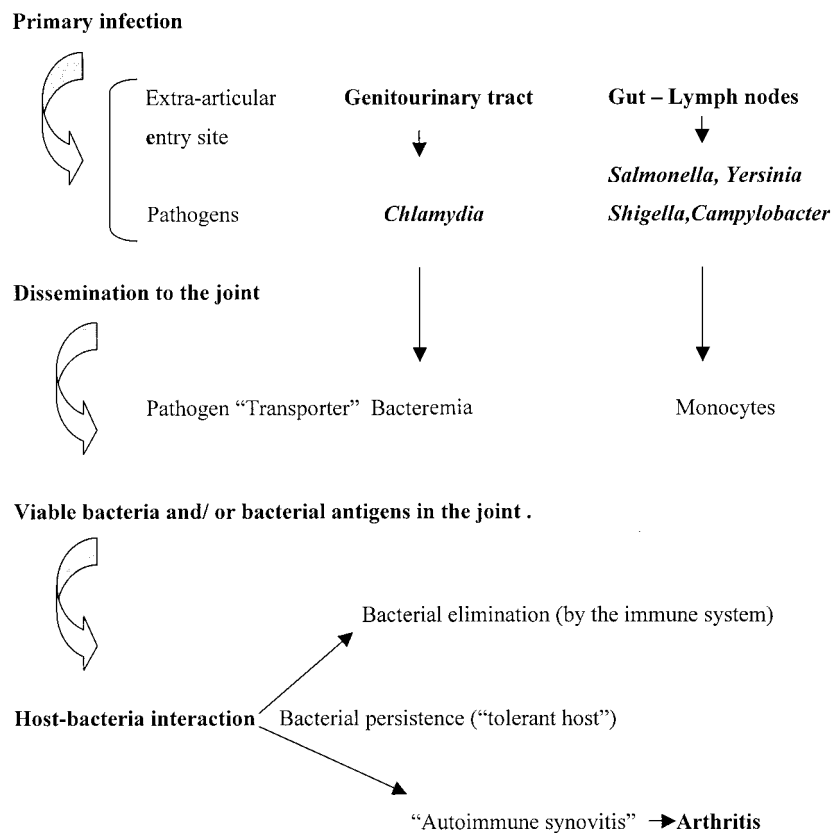 Primary infection
Extra-articular Genitourinary tract Gut – Lymph nodes
entry site
Salmonella, Yersinia
Pathogens Chlamydia Shigella,Campylobacter
Dissemination to the joint
Pathogen “Transporter” Bacteremia Monocytes
Viable bacteria and/ or bacterial antigens in the joint .
Bacterial elimination (by the immune system)
Host-bacteria interaction Bacterial persistence (“tolerant host”)
“Autoimmune synovitis” Arthritis